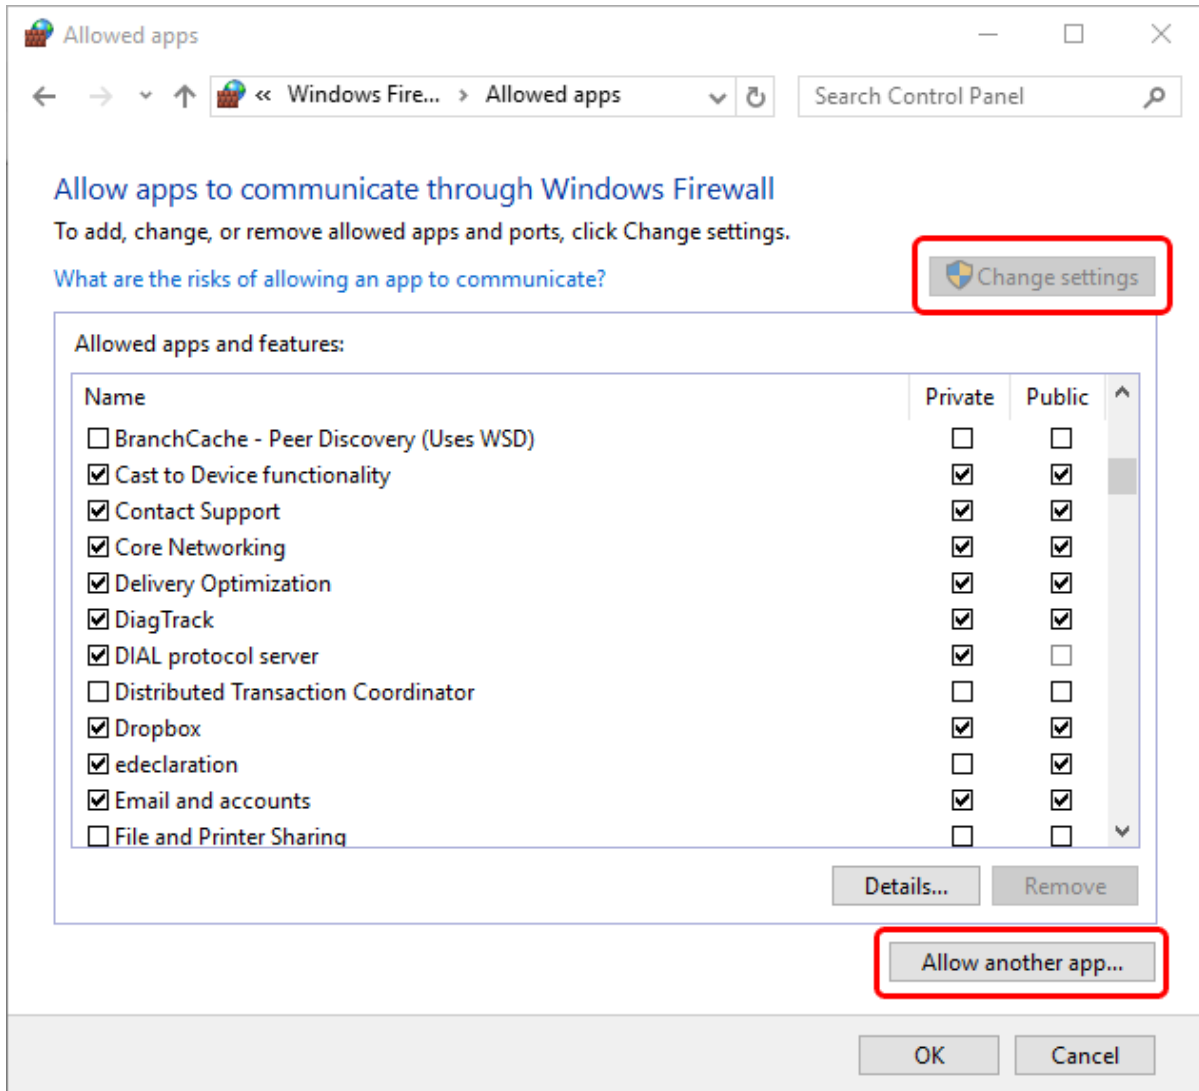 Allowed apps
« Windows Fire... > Allowed apps
Search Control Panel
Allow apps to communicate through Windows Firewall
To add, change, or remove allowed apps and ports, click Change settings.
What are the risks of allowing an app to communicate?
Change settings
Allowed apps and features:
Name Private Public
BranchCache - Peer Discovery (Uses WSD)
Cast to Device functionality
Contact Support
Core Networking
Delivery Optimization
DiagTrack
DIAL protocol server
Distributed Transaction Coordinator
Dropbox
edeclaration
Email and accounts
File and Printer Sharing
Details... Remove
Allow another app...
OK Cancel